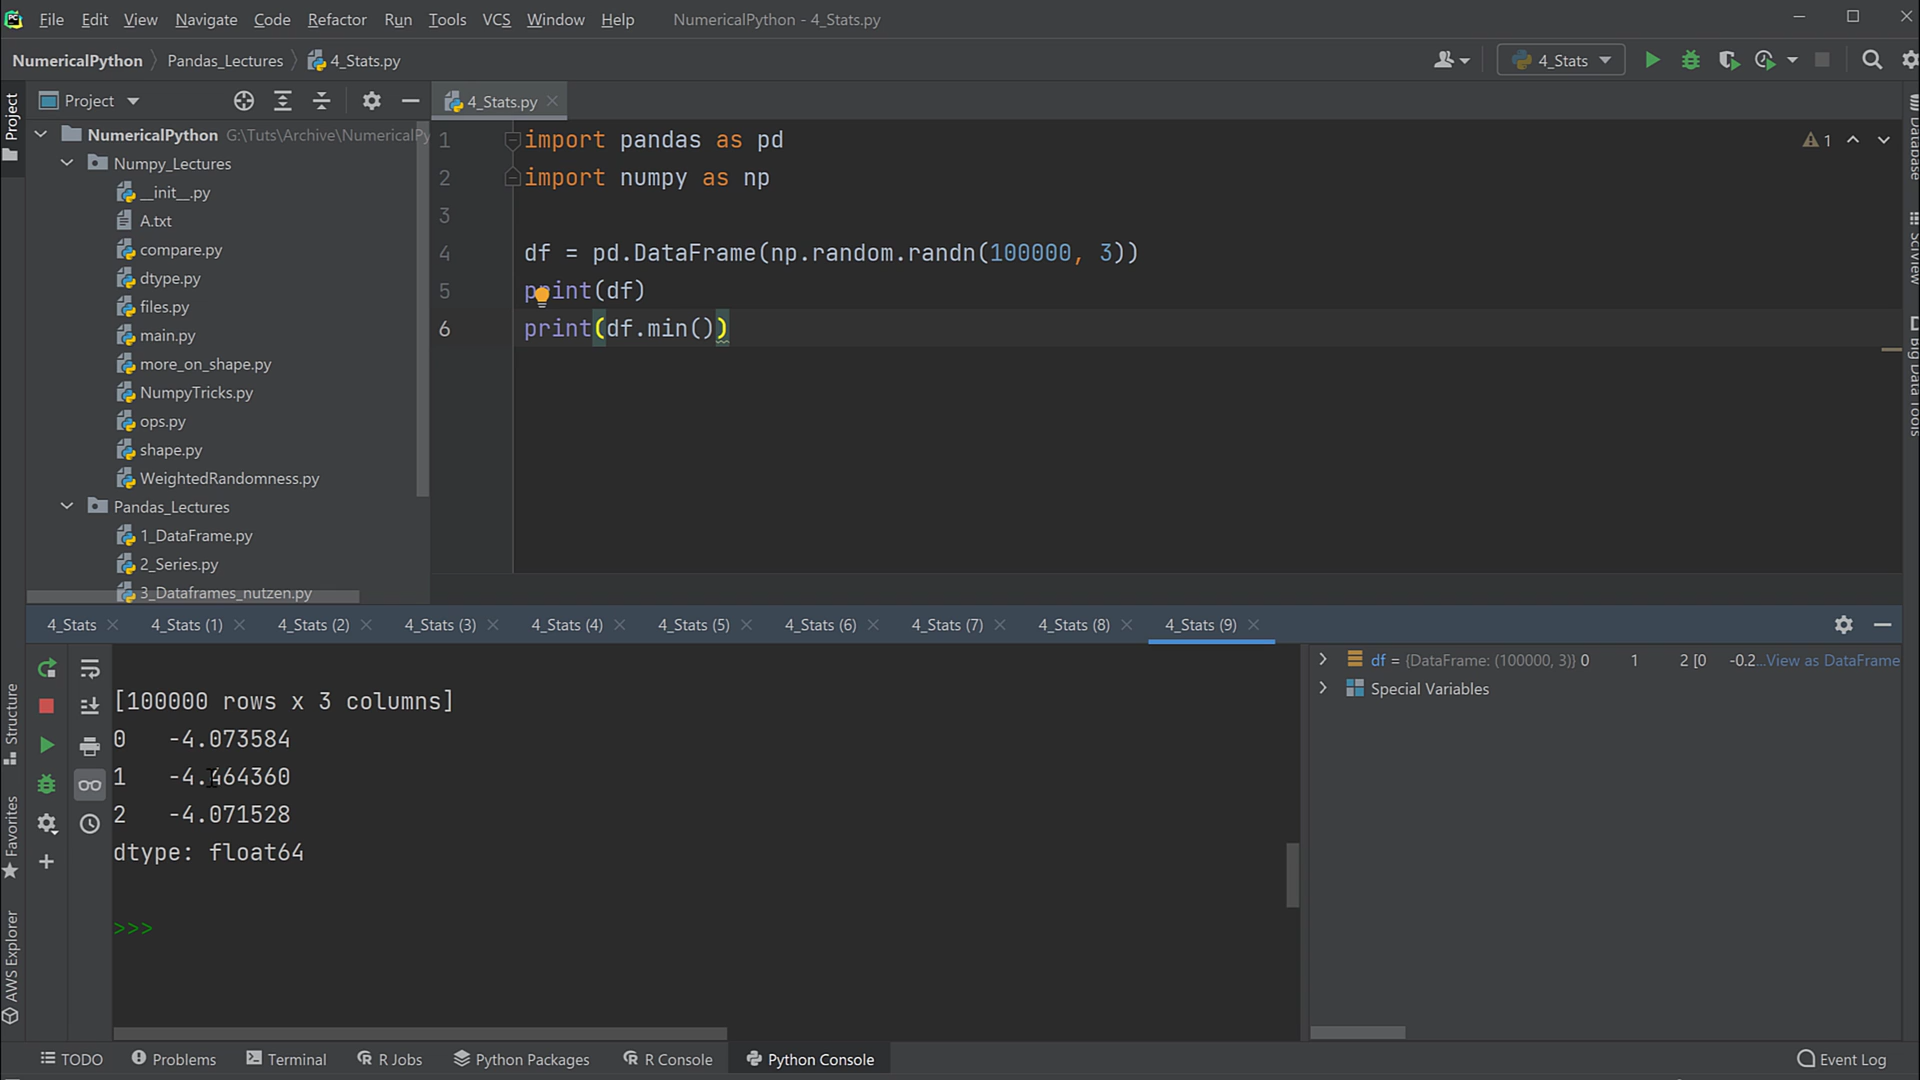 File Edit View Navigate Code Refactor Run Tools VCS Window Help NumericalPython - 4_Stats.py
NumericalPython Pandas_Lectures 4_Stats.py
4_Stats
Project
Project
4_Stats.py
NumericalPython G:\Tuts\Archive\NumericalPy
Numpy_Lectures
__init__.py
A.txt
compare.py
dtype.py
files.py
main.py
more_on_shape.py
NumpyTricks.py
ops.py
shape.py
WeightedRandomness.py
Pandas_Lectures
1_DataFrame.py
2_Series.py
3_Dataframes_nutzen.py
1 import pandas as pd
2 import numpy as np
3
4 df = pd.DataFrame(np.random.randn(100000, 3))
5 print(df)
6 print(df.min())
1
Database
SciView
Big Data Tools
4_Stats 4_Stats (1) 4_Stats (2) 4_Stats (3) 4_Stats (4) 4_Stats (5) 4_Stats (6) 4_Stats (7) 4_Stats (8) 4_Stats (9)
[100000 rows x 3 columns]
0 -4.073584
1 -4.464360
2 -4.071528
dtype: float64
>>>
df = {DataFrame: (100000, 3)} 0 1 2 [0 -0.2...View as DataFrame
Special Variables
Structure
Favorites
AWS Explorer
TODO Problems Terminal R Jobs Python Packages R Console Python Console Event Log